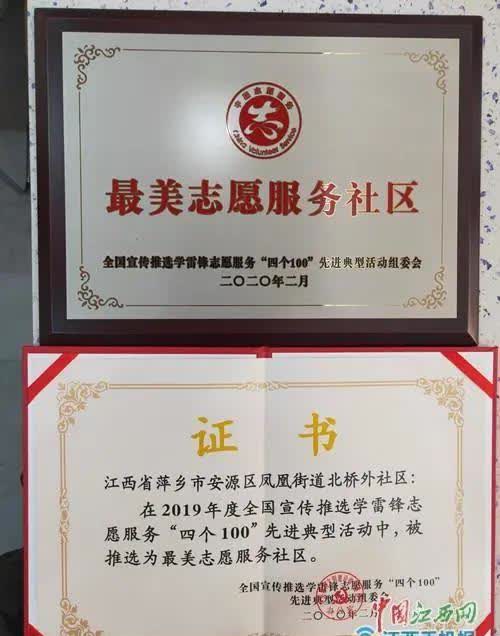 中国志愿服务
China Volunteer Service
最美志愿服务社区
全国宣传推选学雷锋志愿服务“四个100”先进典型活动组委会
二〇二〇年二月
证书
江西省萍乡市安源区凤凰街道北桥外社区：
在2019年度全国宣传推选学雷锋志
愿服务“四个100”先进典型活动中，被
推选为最美志愿服务社区。
全国宣传推选学雷锋志愿服务“四个100”
先进典型活动组委会
二〇二〇年二月
中国江西网